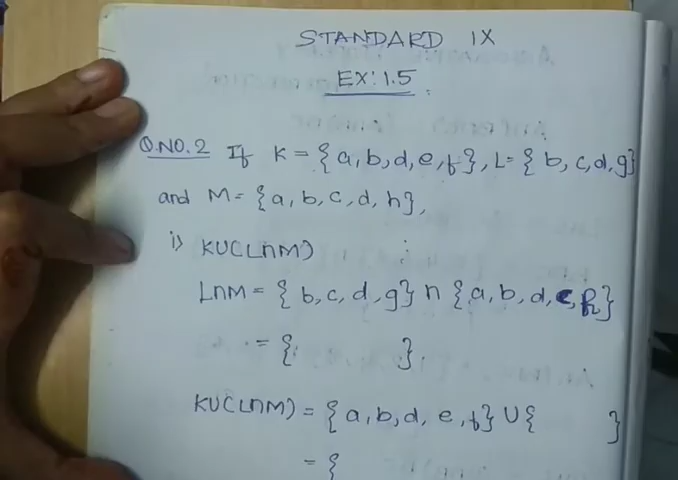 STANDARD IX
EX:1.5
Q.NO.2 If K = {a,b,d,e,f}, L= { b, c,d,g}
and M= {a, b, c, d, h},
i) KU(L∩M)
L∩M = { b,c,d,g} ∩ {a, b, d, c, h}
= { }.
KU(L∩M) = {a,b,d, e,f} U { }
= {